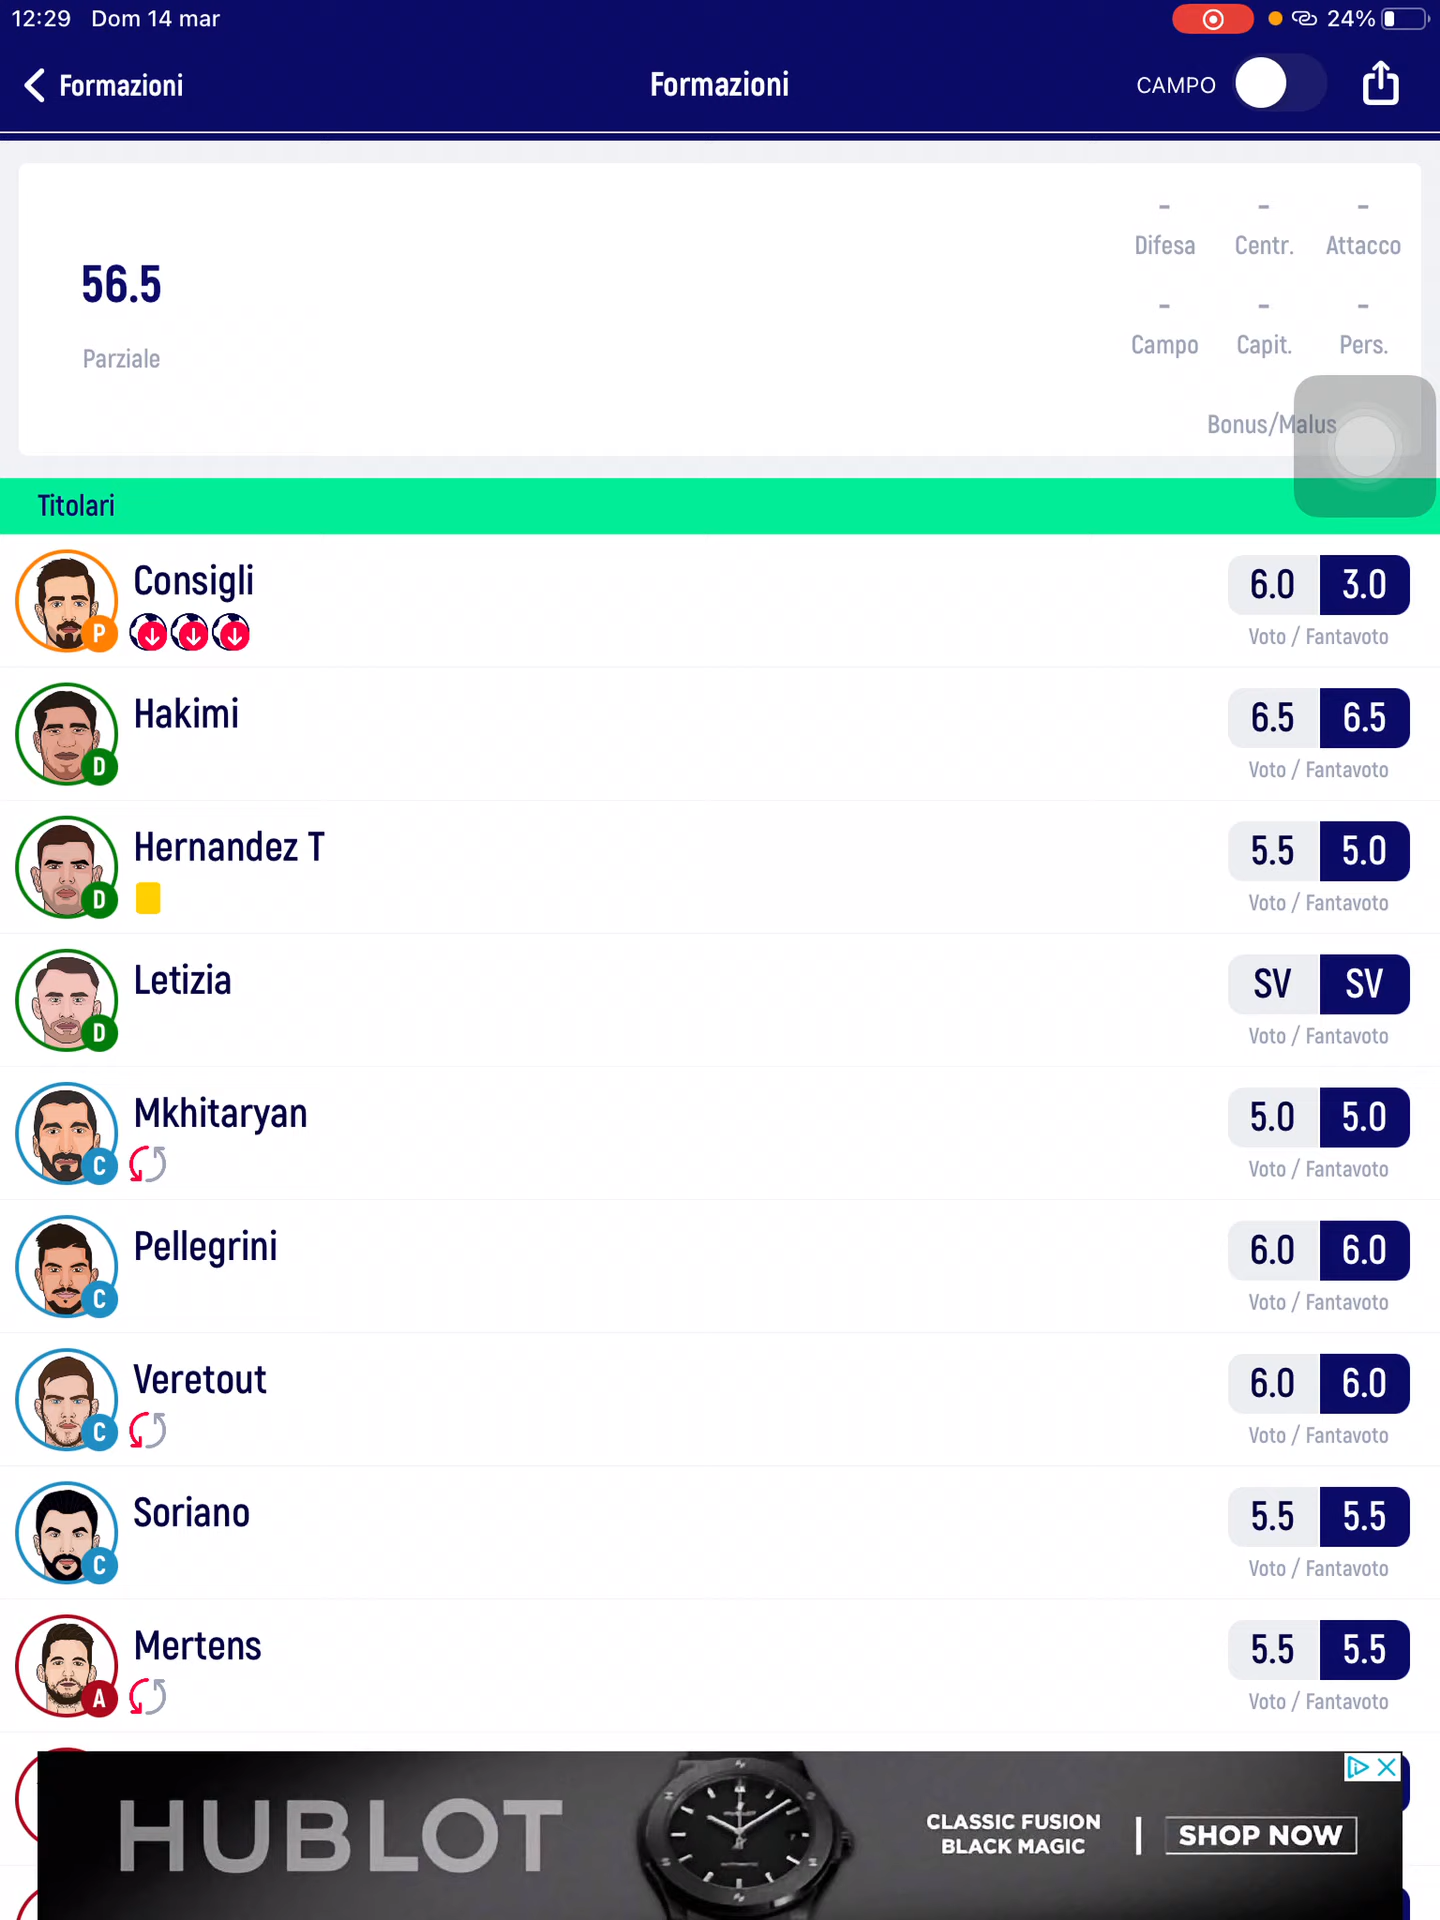 12:29 Dom 14 mar 24%
Formazioni Formazioni CAMPO
- - -
Difesa Centr. Attacco
56.5
- - -
Parziale Campo Capit. Pers.
Bonus/Malus
Titolari
Consigli 6.0 3.0
P Voto / Fantavoto
Hakimi 6.5 6.5
D Voto / Fantavoto
Hernandez T 5.5 5.0
D Voto / Fantavoto
Letizia SV SV
D Voto / Fantavoto
Mkhitaryan 5.0 5.0
C Voto / Fantavoto
Pellegrini 6.0 6.0
C Voto / Fantavoto
Veretout 6.0 6.0
C Voto / Fantavoto
Soriano 5.5 5.5
C Voto / Fantavoto
Mertens 5.5 5.5
A Voto / Fantavoto
HUBLOT
CLASSIC FUSION
BLACK MAGIC
SHOP NOW